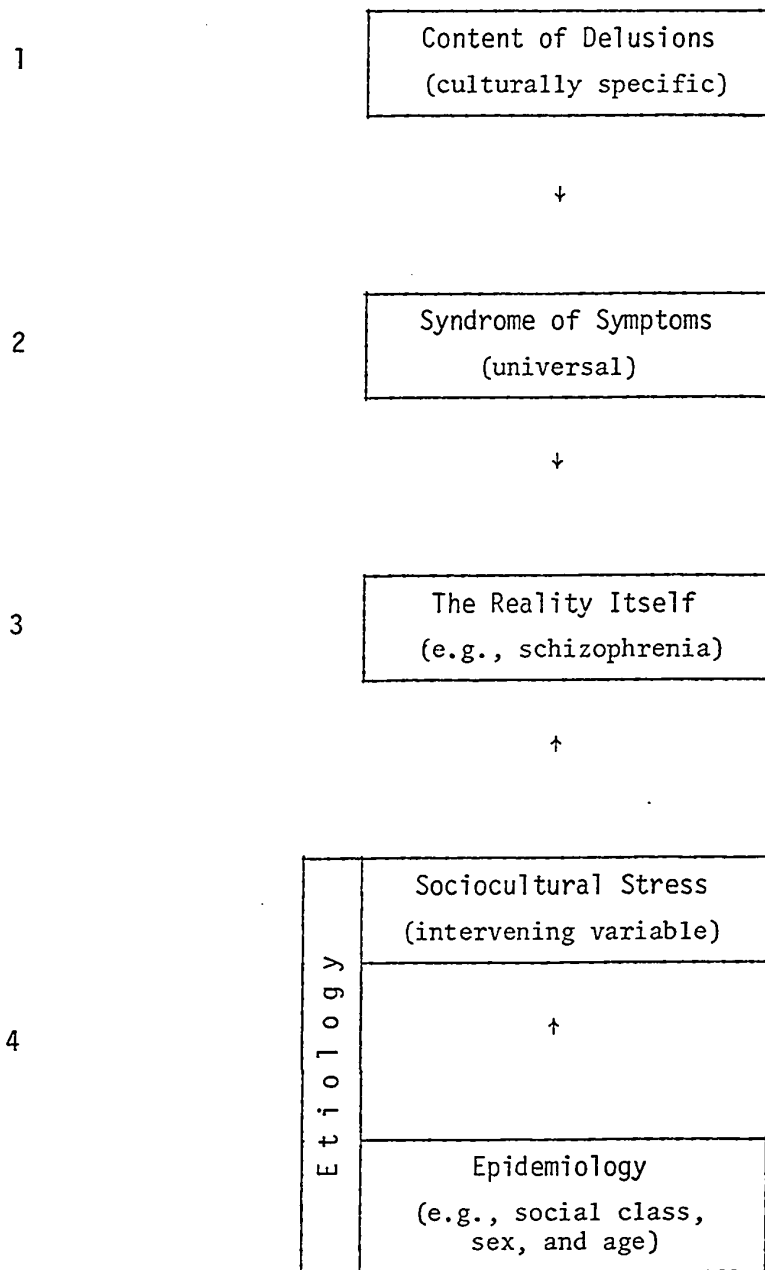 1
Content of Delusions
(culturally specific)
↓
2
Syndrome of Symptoms
(universal)
↓
3
The Reality Itself
(e.g., schizophrenia)
↑
Sociocultural Stress
(intervening variable)
4
Etiology
↑
Epidemiology
(e.g., social class,
sex, and age)